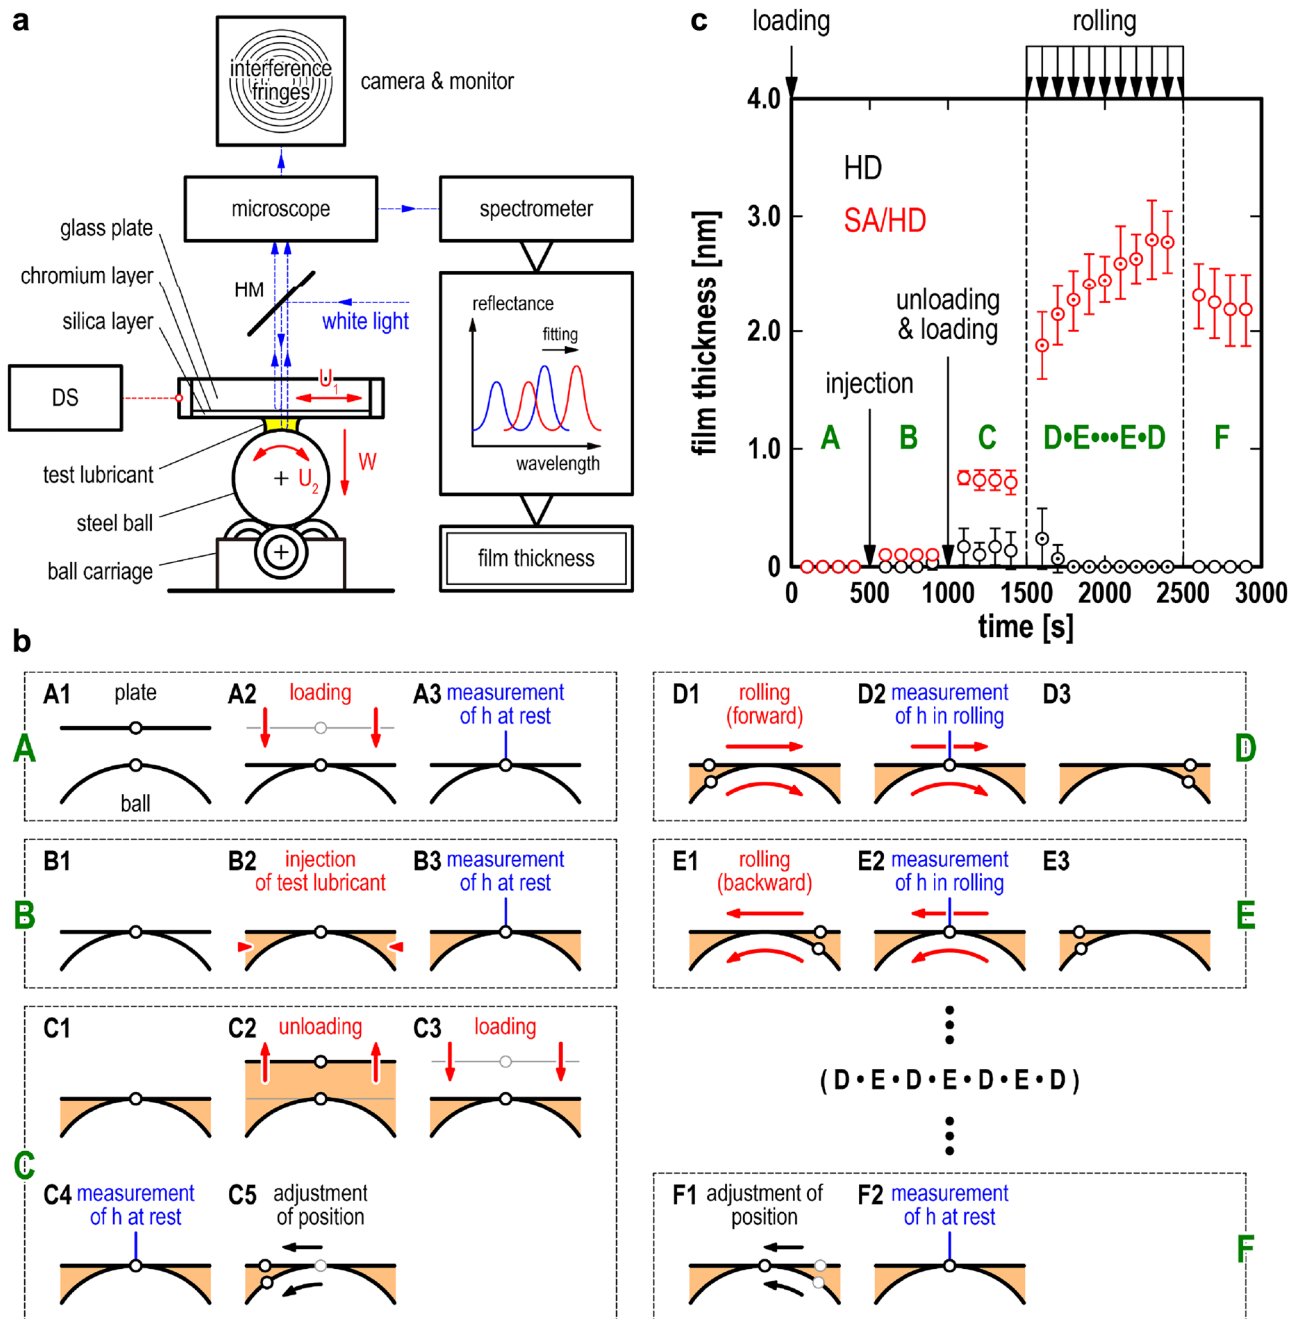 a
interference
fringes
camera & monitor
microscope
spectrometer
glass plate
chromium layer
silica layer
HM
white light
reflectance
fitting
wavelength
DS
U1
W
U2
test lubricant
steel ball
ball carriage
film thickness
c
loading
rolling
4.0
3.0
2.0
1.0
0
film thickness [nm]
HD
SA/HD
unloading
& loading
injection
A
B
C
D•E•••E•D
F
0
500
1000
1500
2000
2500
3000
time [s]
b
A
A1
plate
ball
A2
loading
A3
measurement
of h at rest
B
B1
B2
injection
of test lubricant
B3
measurement
of h at rest
C
C1
C2
unloading
C3
loading
C4
measurement
of h at rest
C5
adjustment
of position
D1
rolling
(forward)
D2
measurement
of h in rolling
D3
D
E1
rolling
(backward)
E2
measurement
of h in rolling
E3
E
( D • E • D • E • D • E • D )
F1
adjustment of
position
F2
measurement
of h at rest
F